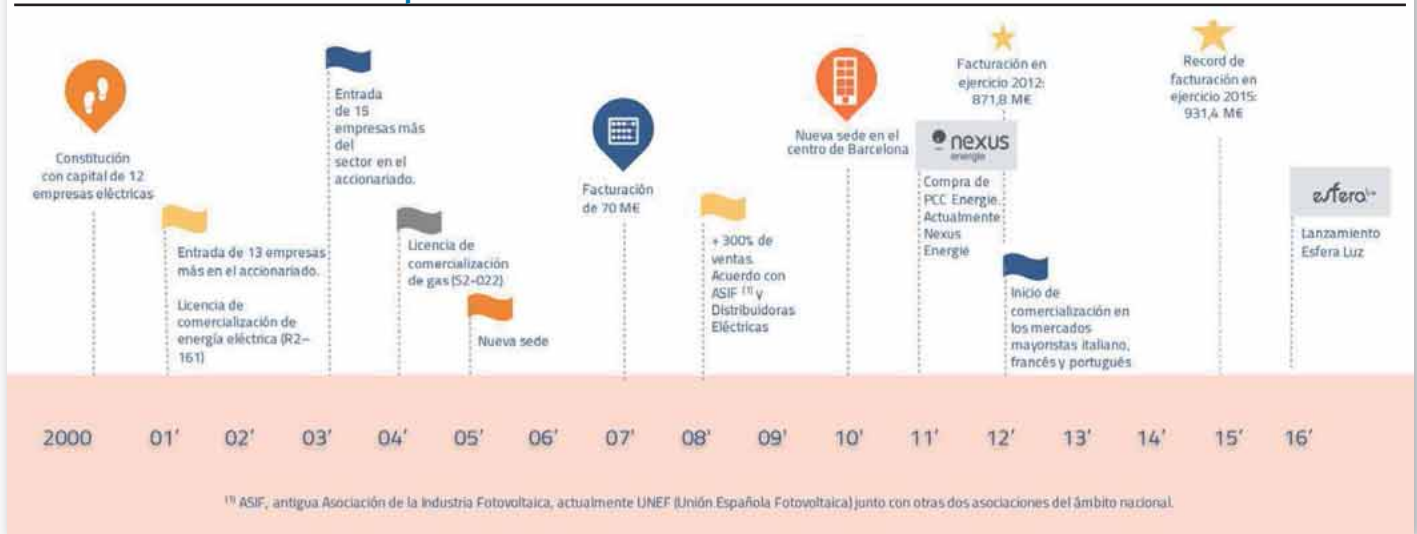 Constitución
con capital de 12
empresas eléctricas
Entrada de 13 empresas
más en el accionariado.
Licencia de
comercialización de
energía eléctrica (R2-
161)
Entrada
de 15
empresas más
del
sector en el
accionariado.
Licencia de
comercialización
de gas (S2-022)
Nueva sede
Facturación
de 70 M€
+ 300% de
ventas.
Acuerdo con
ASIF (1) y
Distribuidoras
Eléctricas
Nueva sede en el
centro de Barcelona
nexus
energie
Compra de
PCC Energie.
Actualmente
Nexus
Energie
Facturación en
ejercicio 2012:
871,8 M€
Inicio de
comercialización en
los mercados
mayoristas italiano,
francés y portugués
Record de
facturación en
ejercicio 2015:
931,4 M€
esfera
Lanzamiento
Esfera Luz
2000 01' 02' 03' 04' 05' 06' 07' 08' 09' 10' 11' 12' 13' 14' 15' 16'
(1) ASIF, antigua Asociación de la Industria Fotovoltaica, actualmente UNEF (Unión Española Fotovoltaica) junto con otras dos asociaciones del ámbito nacional.